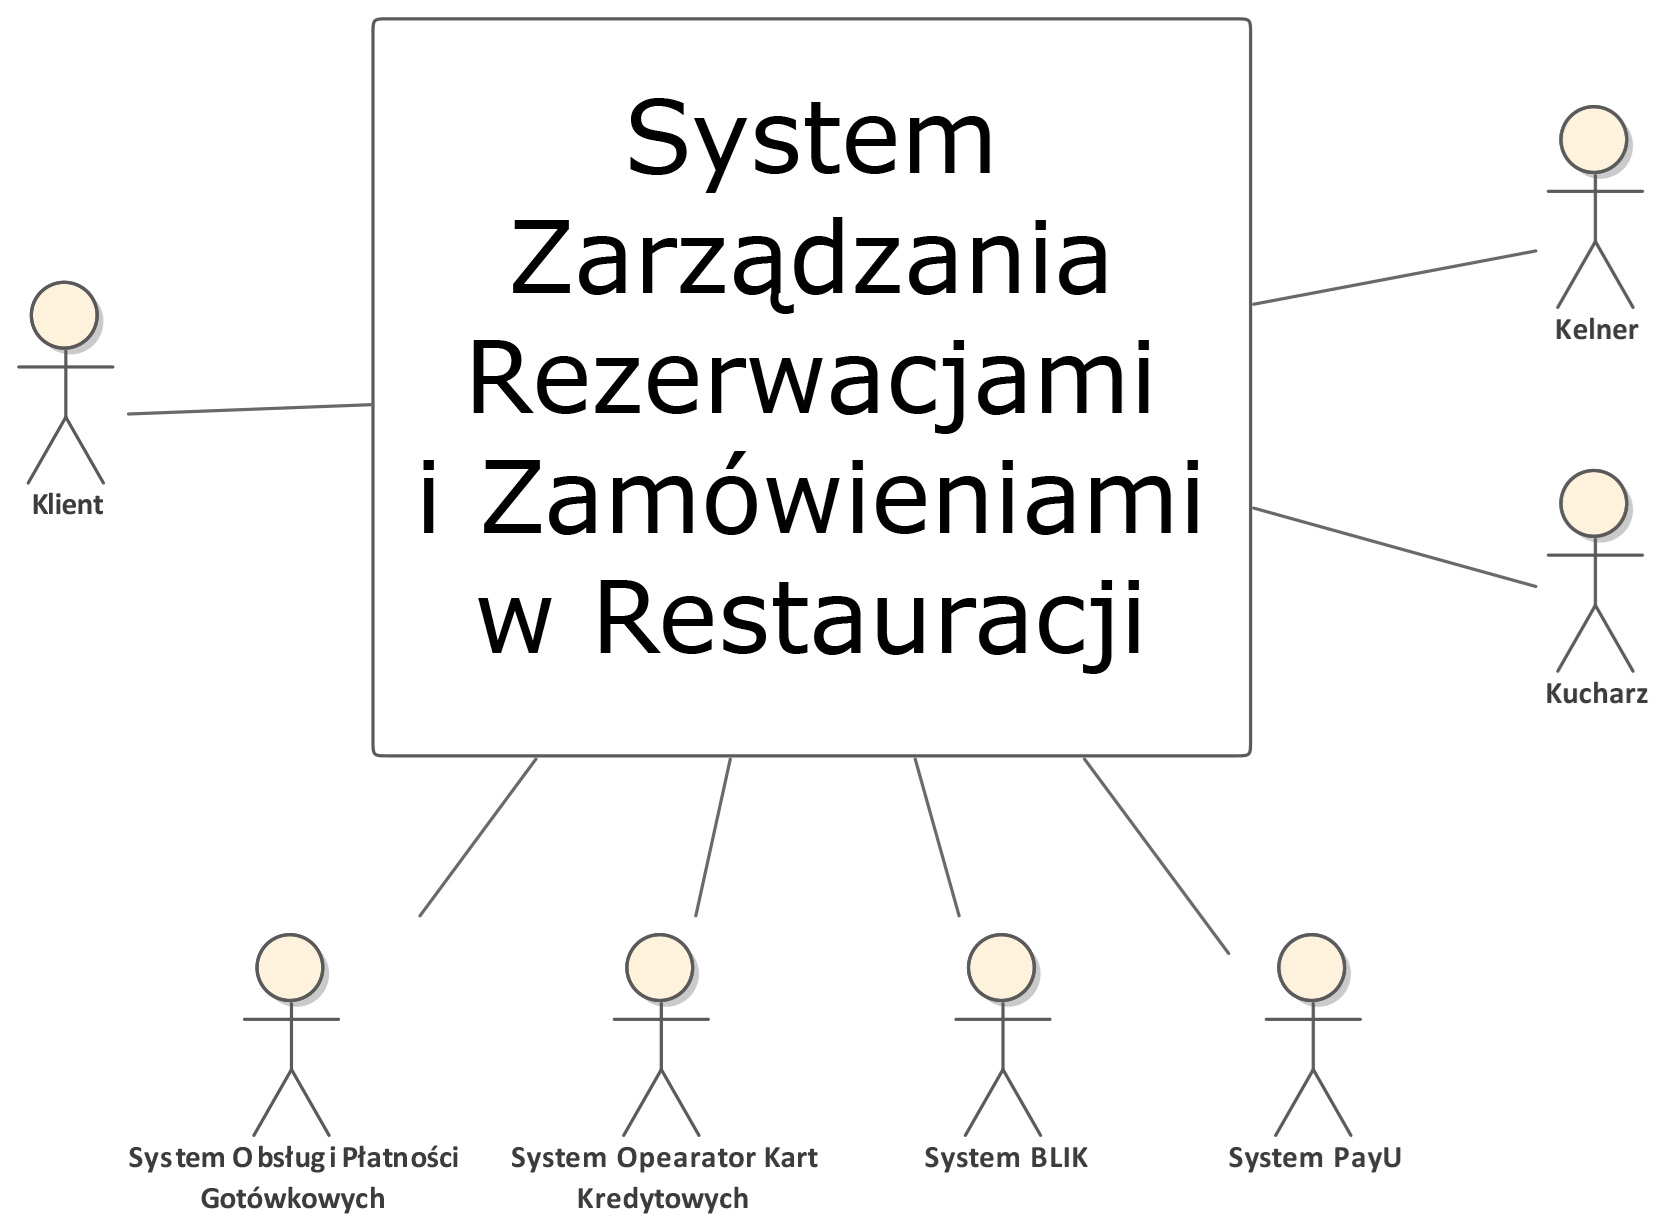 System
Zarządzania
Rezerwacjami
i Zamówieniami
w Restauracji
Klient
Kelner
Kucharz
System Obsługi Płatności
Gotówkowych
System Opearator Kart
Kredytowych
System BLIK
System PayU